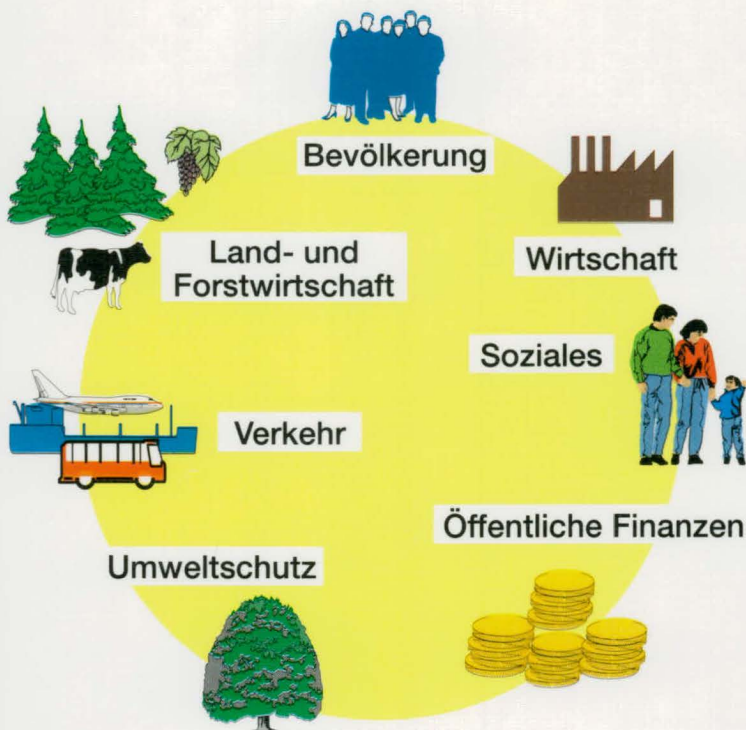 Bevölkerung
Land- und
Forstwirtschaft
Wirtschaft
Soziales
Verkehr
Öffentliche Finanzen
Umweltschutz